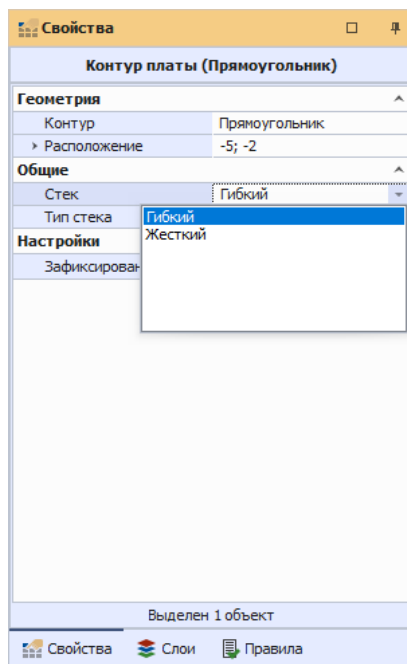 Свойства
Контур платы (Прямоугольник)
Геометрия
Контур Прямоугольник
Расположение -5; -2
Общие
Стек Гибкий
Тип стека Гибкий
Жесткий
Настройки
Зафиксирован
Выделен 1 объект
Свойства Слои Правила